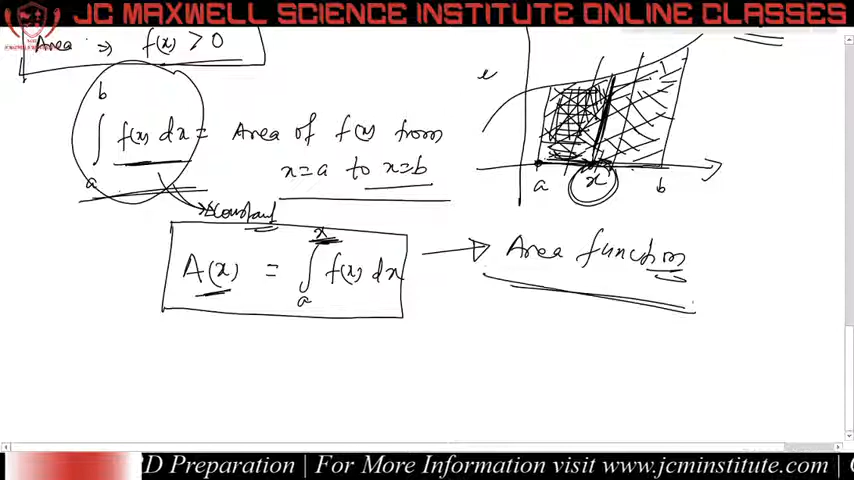 JC MAXWELL SCIENCE INSTITUTE ONLINE CLASSES
Area ⇒ f(x) > 0
b
∫ f(x) dx = Area of f(x) from
a
x=a to x=b
constant
A(x) = ∫ₐˣ f(x) dx → Area function
a x b
D Preparation | For More Information visit www.jcminstitute.com |